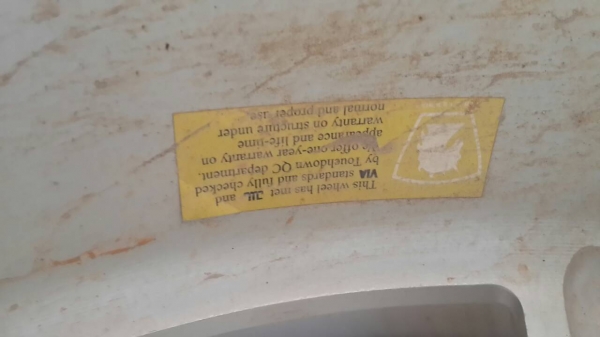 This wheel has met JWL and
VIA standards and fully checked
by Touchdown QC department.
We offer one-year warranty on
appearance and life-time
warranty on structure under
normal and proper use